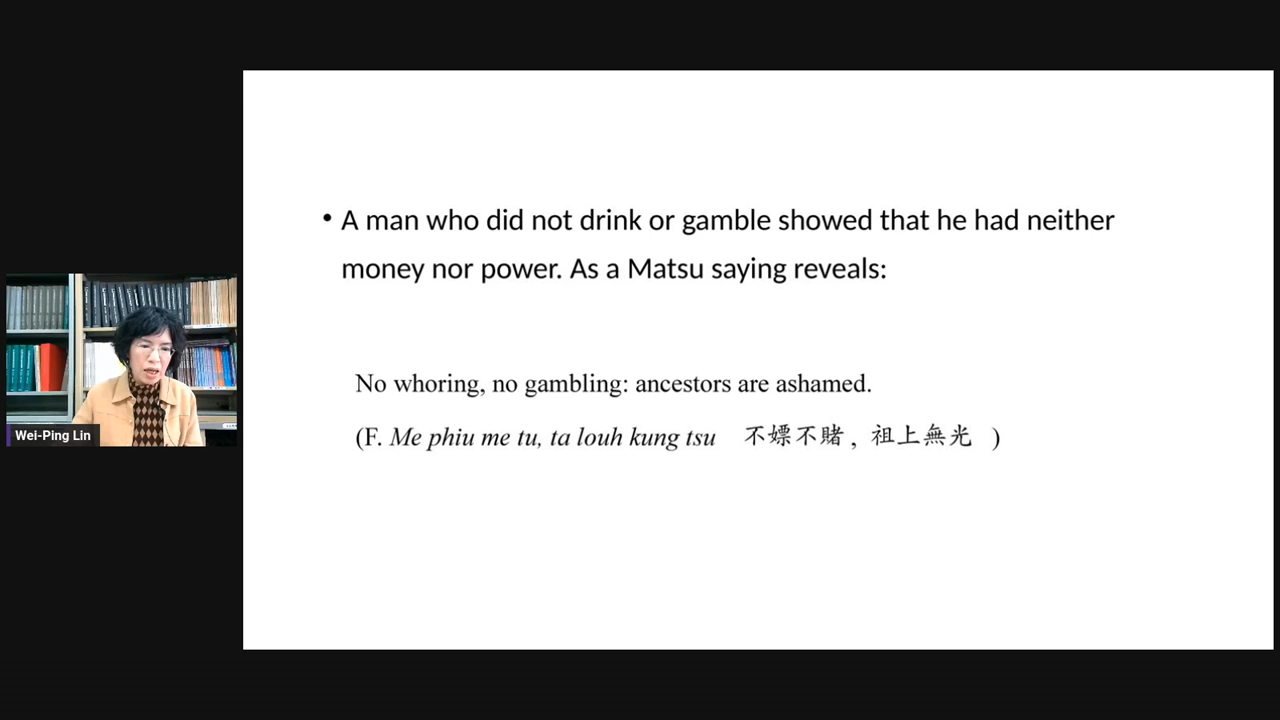 • A man who did not drink or gamble showed that he had neither
money nor power. As a Matsu saying reveals:
No whoring, no gambling: ancestors are ashamed.
(F. Me phiu me tu, ta louh kung tsu 不嫖不賭, 祖上無光 )
Wei-Ping Lin